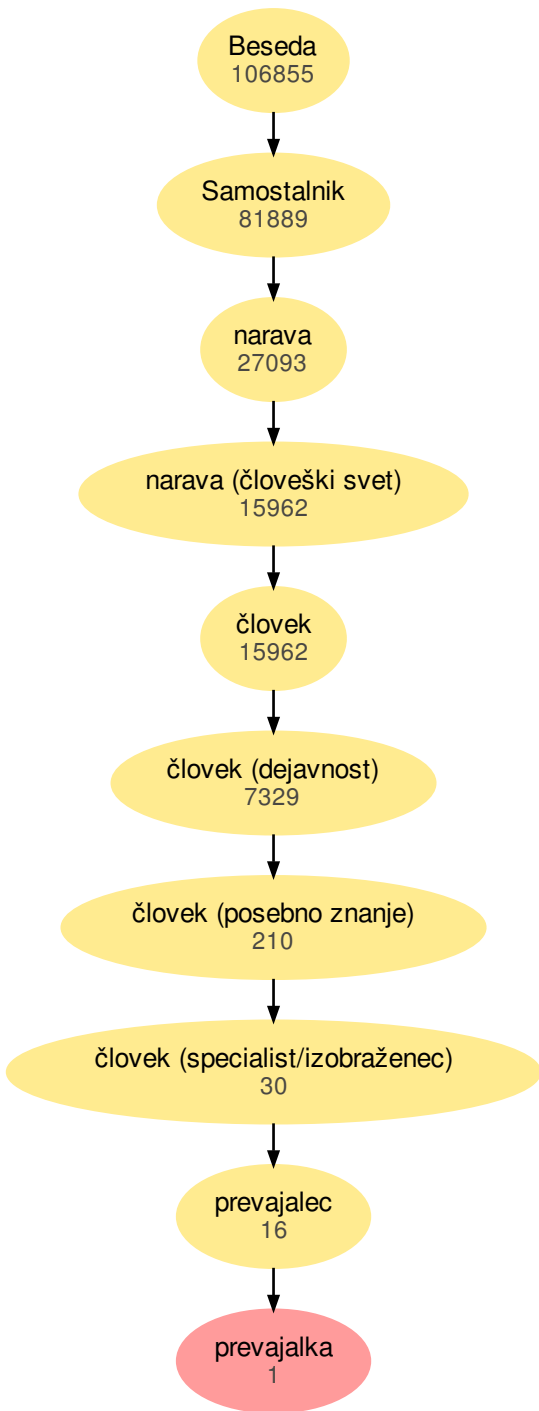 Beseda
106855
Samostalnik
81889
narava
27093
narava (človeški svet)
15962
človek
15962
človek (dejavnost)
7329
človek (posebno znanje)
210
človek (specialist/izobraženec)
30
prevajalec
16
prevajalka
1